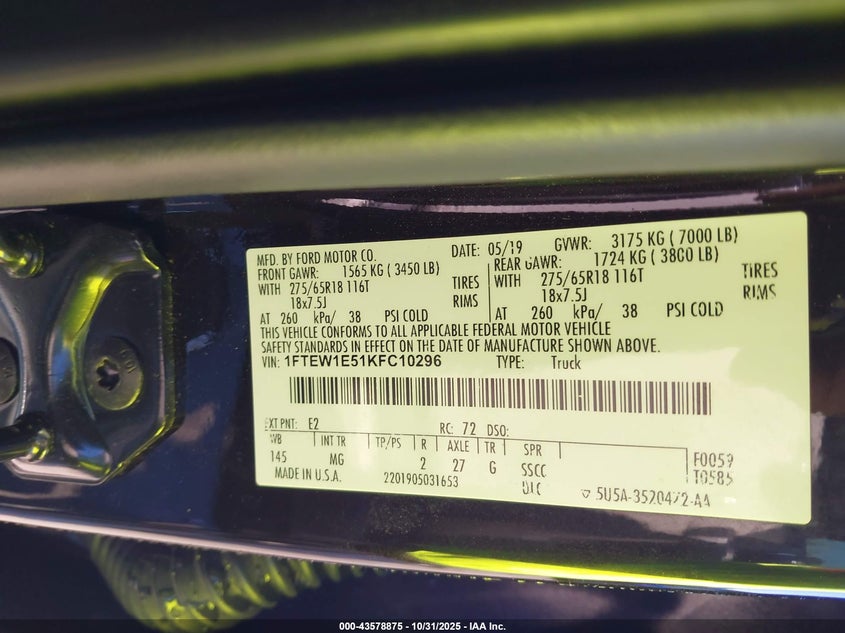 MFD. BY FORD MOTOR CO. DATE: 05/19 GVWR: 3175 KG ( 7000 LB)
FRONT GAWR: 1565 KG ( 3450 LB) REAR GAWR: 1724 KG ( 3800 LB)
WITH 275/65R18 116T TIRES WITH 275/65R18 116T TIRES
18x7.5J RIMS 18x7.5J RIMS
AT 260 kPa/ 38 PSI COLD AT 260 kPa/ 38 PSI COLD
THIS VEHICLE CONFORMS TO ALL APPLICABLE FEDERAL MOTOR VEHICLE
SAFETY STANDARDS IN EFFECT ON THE DATE OF MANUFACTURE SHOWN ABOVE.
VIN: 1FTEW1E51KFC10296 TYPE: Truck
EXT PNT: E2 RC: 72 DSO:
WB INT TR TP/PS R AXLE TR SPR F0059
145 MG 2 27 G SSCC T0585
MADE IN U.S.A. 2201905031653 5U5A-3520472-AA
000-43578875 - 10/31/2025 - IAA Inc.